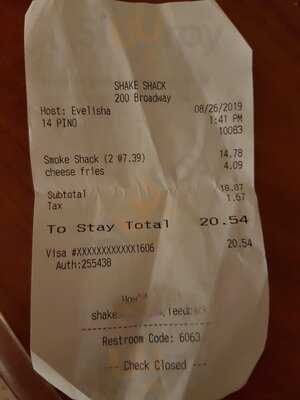 SHAKE SHACK
200 Broadway
Host: Evelisha 08/26/2019
14 PINO 1:41 PM
10083
Smoke Shack (2 @7.39) 14.78
cheese fries 4.09
Subtotal 18.87
Tax 1.67
To Stay Total 20.54
Visa #XXXXXXXXXXXX1606 20.54
Auth:255438
feedback
Restroom Code: 6063
--- Check Closed ---